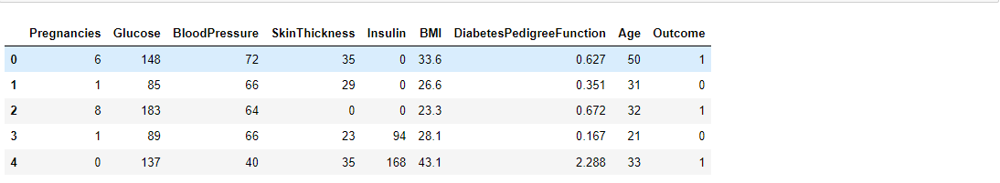 Pregnancies Glucose BloodPressure SkinThickness Insulin BMI DiabetesPedigreeFunction Age Outcome
0 6 148 72 35 0 33.6 0.627 50 1
1 1 85 66 29 0 26.6 0.351 31 0
2 8 183 64 0 0 23.3 0.672 32 1
3 1 89 66 23 94 28.1 0.167 21 0
4 0 137 40 35 168 43.1 2.288 33 1